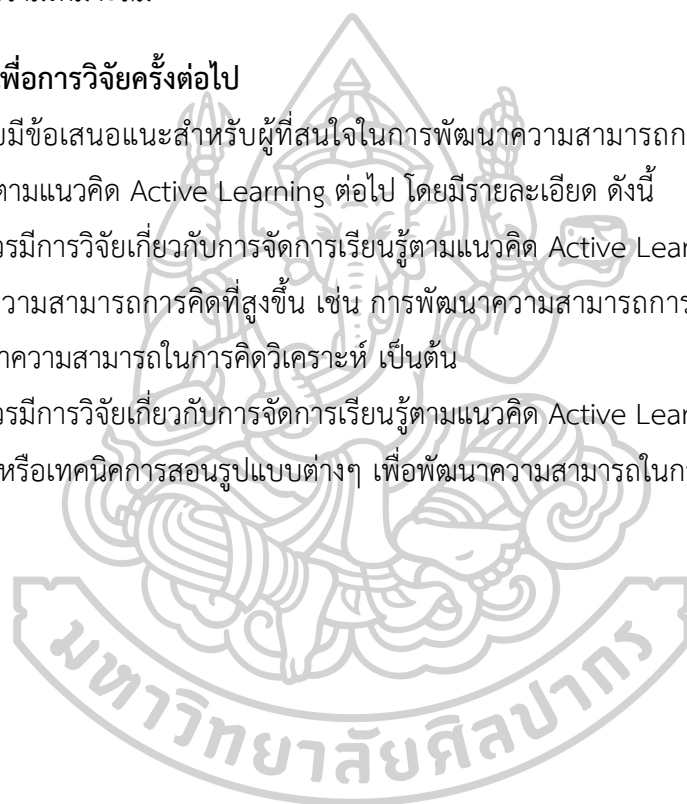 เพื่อการวิจัยครั้งต่อไป
มีข้อเสนอแนะสำหรับผู้ที่สนใจในการพัฒนาความสามารถ
ตามแนวคิด Active Learning ต่อไป โดยมีรายละเอียด ดังนี้
ควรมีการวิจัยเกี่ยวกับการจัดการเรียนรู้ตามแนวคิด Active
ความสามารถการคิดที่สูงขึ้น เช่น การพัฒนาความสามารถการ
ความสามารถในการคิดวิเคราะห์ เป็นต้น
ควรมีการวิจัยเกี่ยวกับการจัดการเรียนรู้ตามแนวคิด Active
หรือเทคนิคการสอนรูปแบบต่างๆ เพื่อพัฒนาความสามารถใน
มหาวิทยาลัยศิลปากร